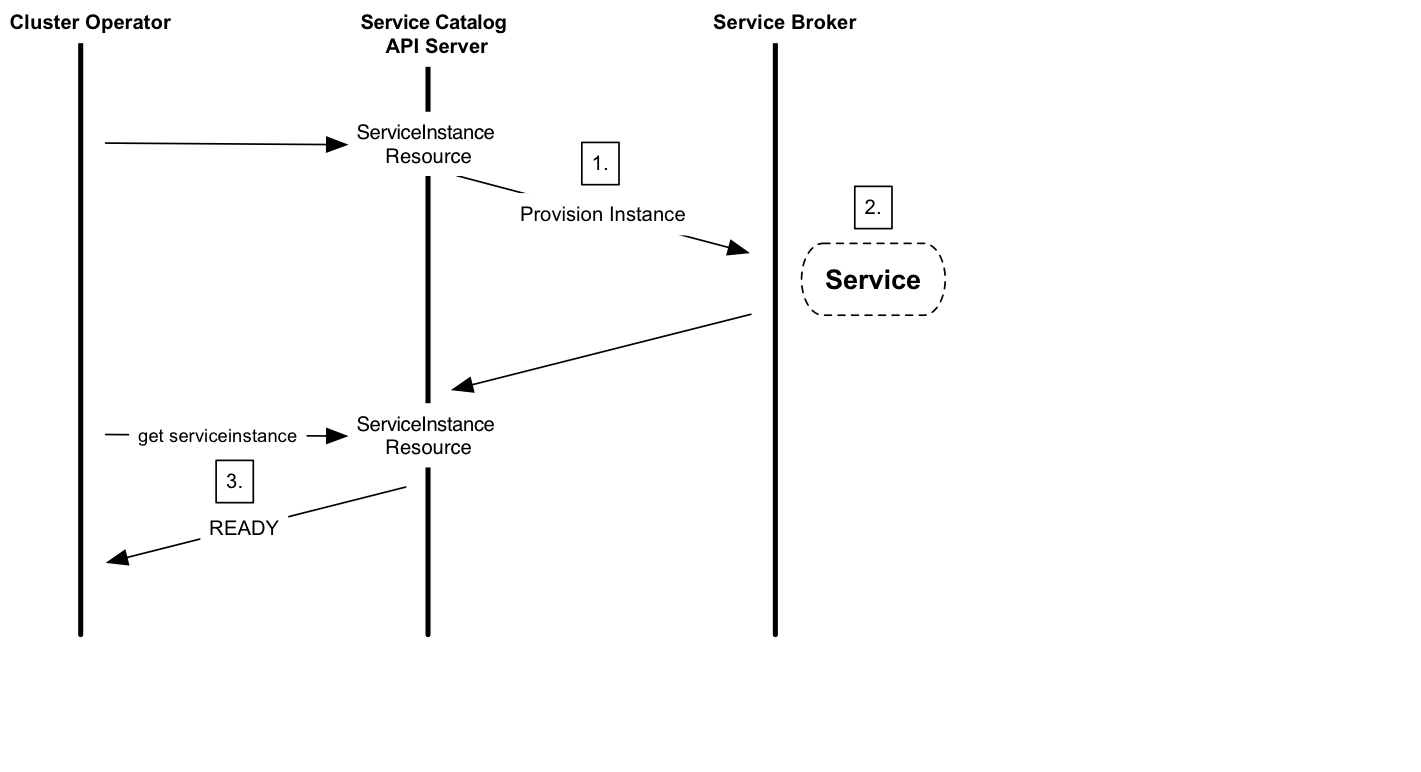 Cluster Operator
Service Catalog
API Server
Service Broker
ServiceInstance
Resource
1.
Provision Instance
2.
Service
get serviceinstance
ServiceInstance
Resource
3.
READY